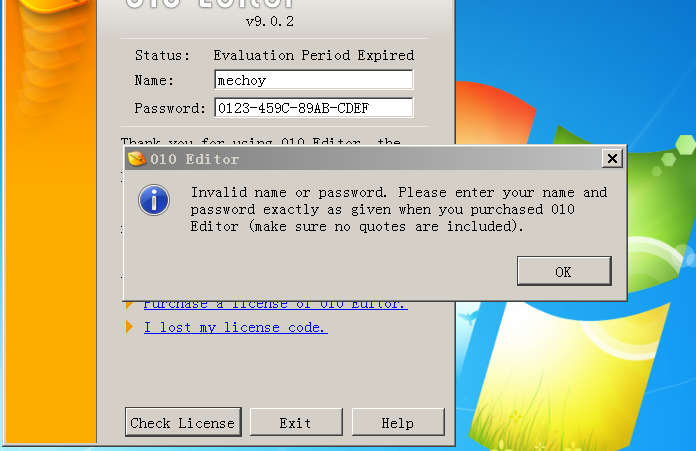 010 Editor
v9.0.2
Status: Evaluation Period Expired
Name: mechoy
Password: 0123-459C-89AB-CDEF
Thank you for using 010 Editor, the
010 Editor
Invalid name or password. Please enter your name and
password exactly as given when you purchased 010
Editor (make sure no quotes are included).
OK
Purchase a license of 010 Editor.
I lost my license code.
Check License Exit Help